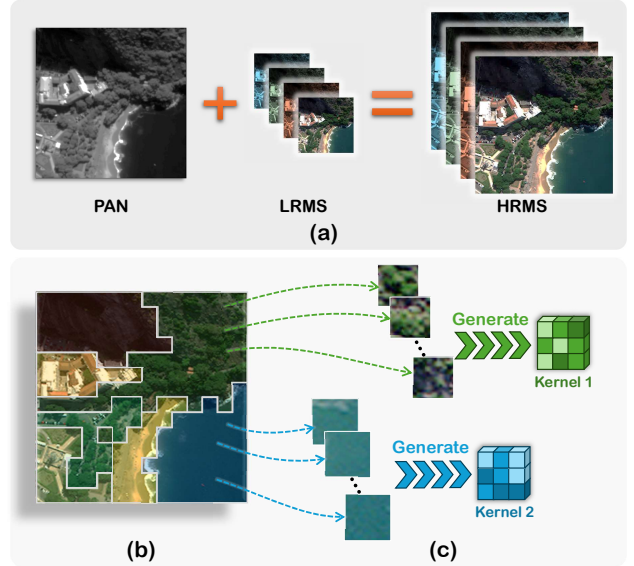 PAN
LRMS
HRMS
(a)
Generate
Kernel 1
Generate
Kernel 2
(b)
(c)